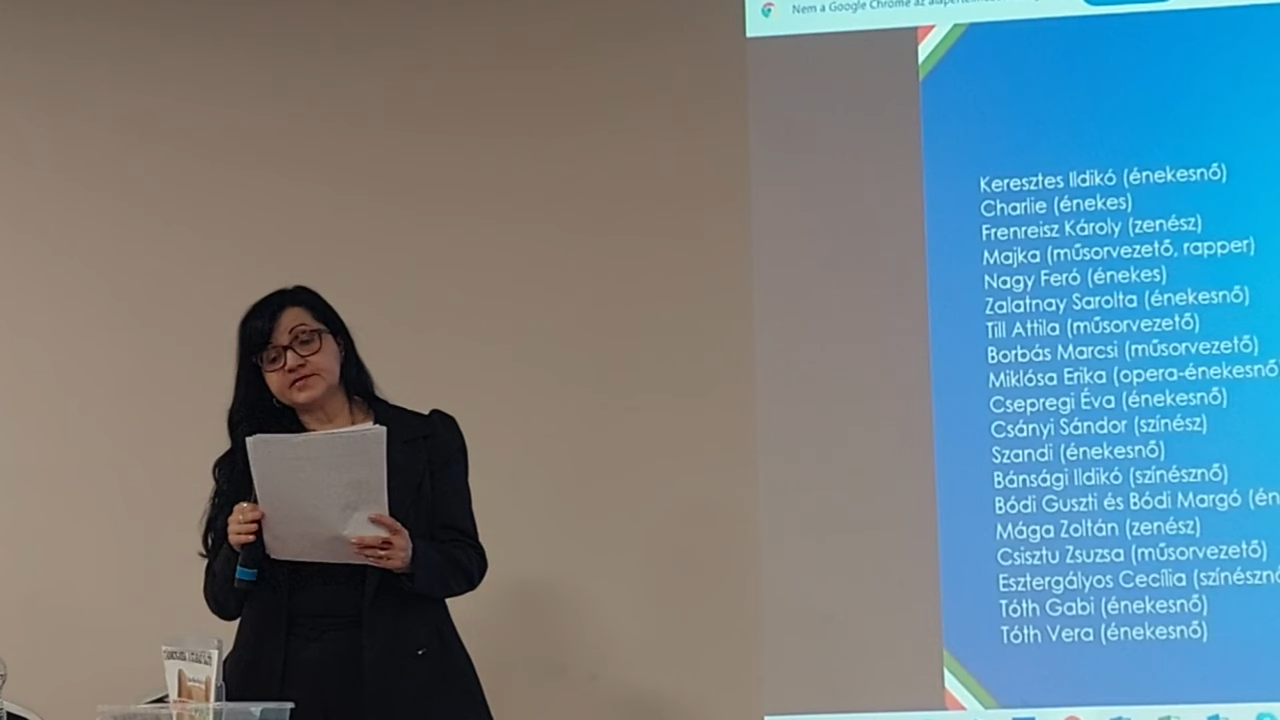 Nem a Google Chrome az
Keresztes Ildikó (énekesnő)
Charlie (énekes)
Frenreisz Károly (zenész)
Majka (műsorvezető, rapper)
Nagy Feró (énekes)
Zalatnay Sarolta (énekesnő)
Till Attila (műsorvezető)
Borbás Marcsi (műsorvezető)
Miklósa Erika (opera-énekesnő
Csepregi Éva (énekesnő)
Csányi Sándor (színész)
Szandi (énekesnő)
Bánsági Ildikó (színésznő)
Bódi Guszti és Bódi Margó (én
Mága Zoltán (zenész)
Csisztu Zsuzsa (műsorvezető)
Esztergályos Cecília (színésznő
Tóth Gabi (énekesnő)
Tóth Vera (énekesnő)